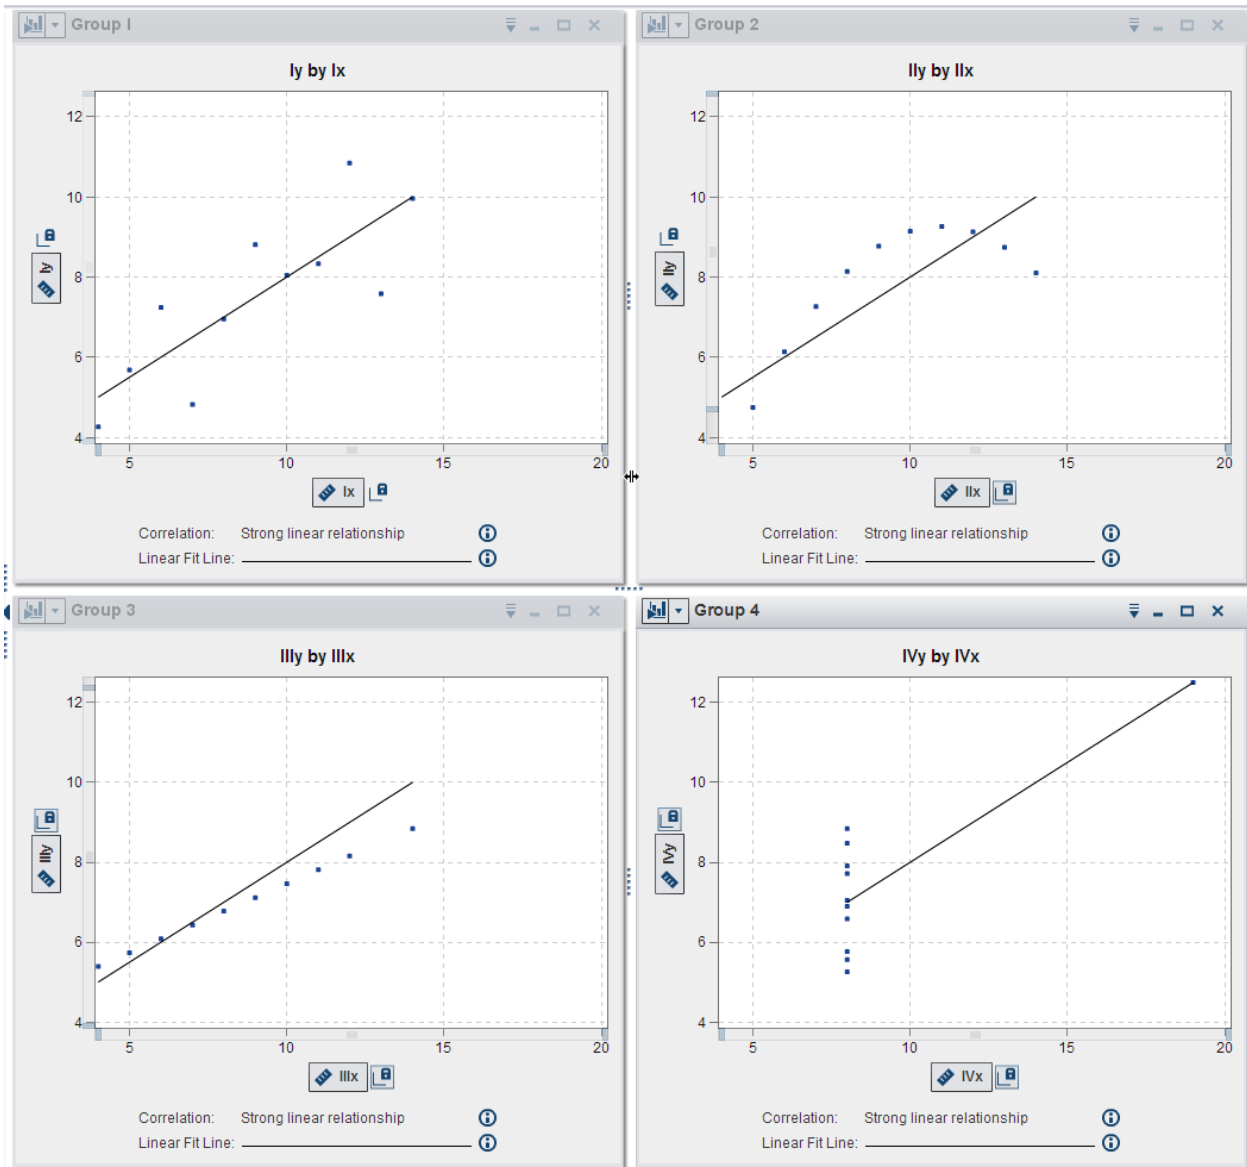 Group I
Iy by Ix
12
10
8
6
4
Iy
5 10 15 20
Ix
Correlation: Strong linear relationship
Linear Fit Line:
Group 2
IIy by IIx
12
10
8
6
4
IIy
5 10 15 20
IIx
Correlation: Strong linear relationship
Linear Fit Line:
Group 3
IIIy by IIIx
12
10
8
6
4
IIIy
5 10 15 20
IIIx
Correlation: Strong linear relationship
Linear Fit Line:
Group 4
IVy by IVx
12
10
8
6
4
IVy
5 10 15 20
IVx
Correlation: Strong linear relationship
Linear Fit Line: